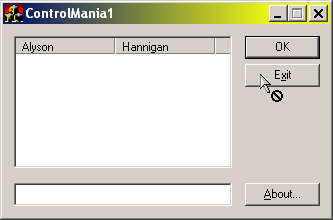 ControlMania1
Alyson Hannigan
OK
Exit
About...